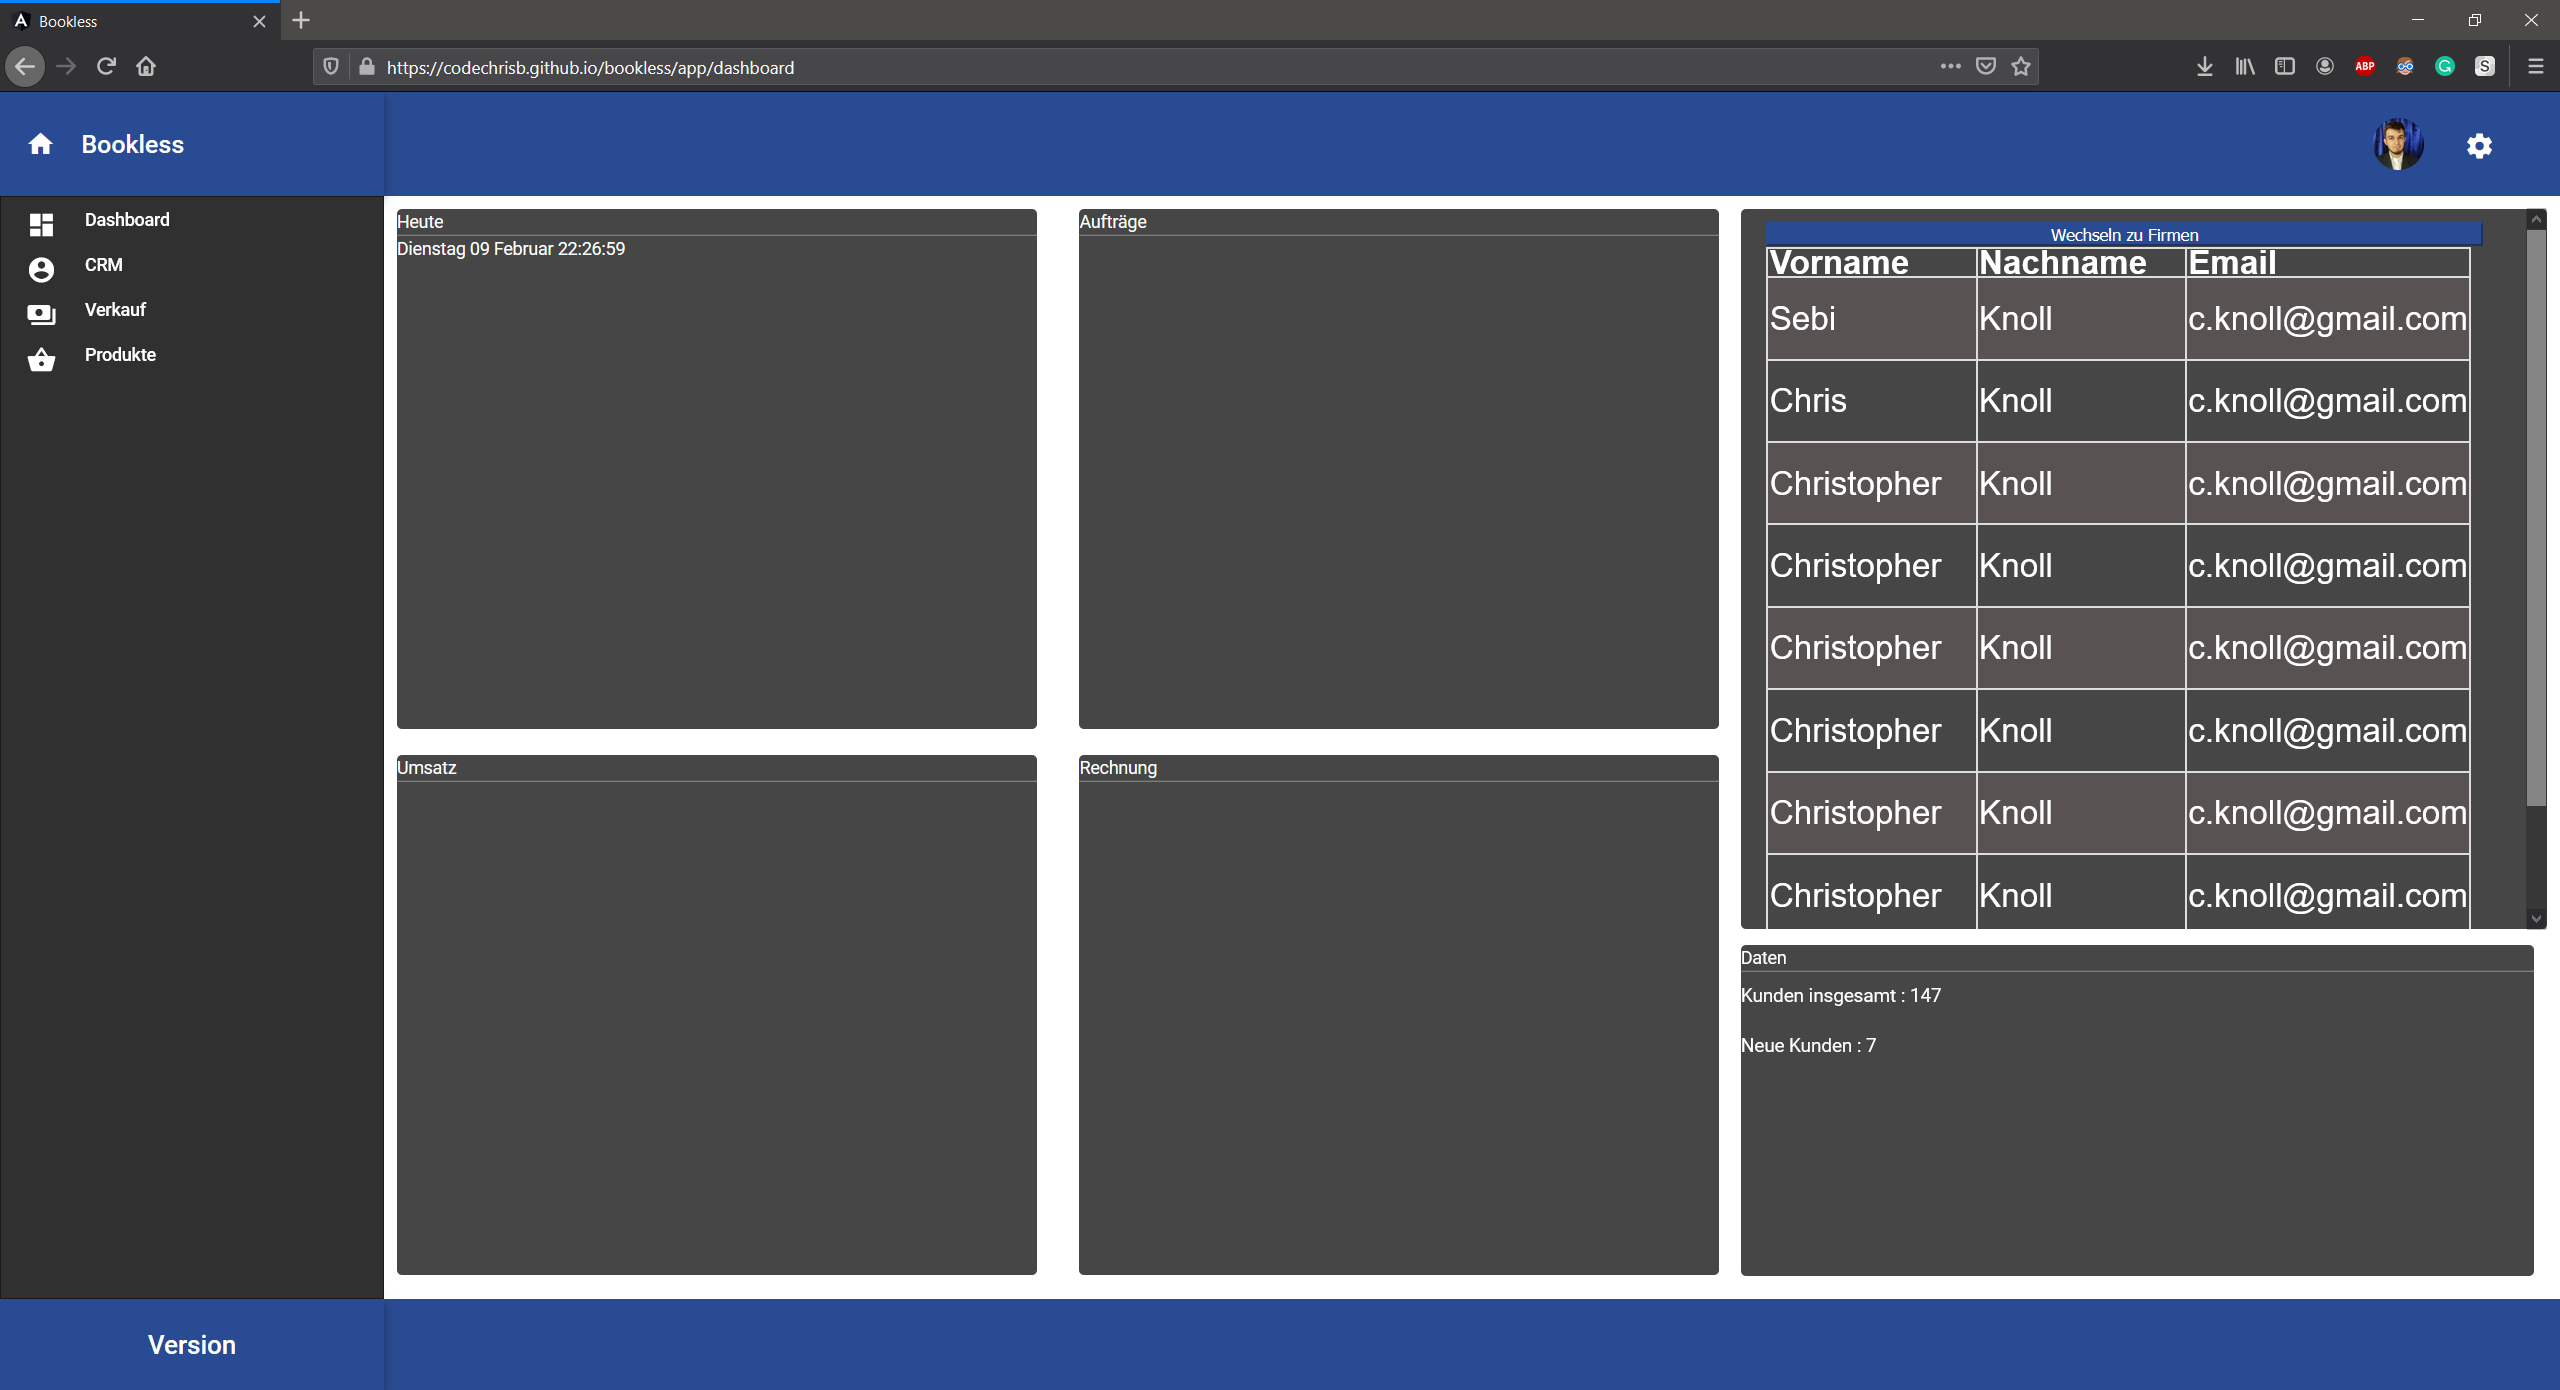 Bookless
https://codechrisb.github.io/bookless/app/dashboard
ABP
S
Bookless
Dashboard
CRM
Verkauf
Produkte
Heute
Dienstag 09 Februar 22:26:59
Aufträge
Umsatz
Rechnung
Wechseln zu Firmen
Vorname Nachname Email
Sebi Knoll c.knoll@gmail.com
Chris Knoll c.knoll@gmail.com
Christopher Knoll c.knoll@gmail.com
Christopher Knoll c.knoll@gmail.com
Christopher Knoll c.knoll@gmail.com
Christopher Knoll c.knoll@gmail.com
Christopher Knoll c.knoll@gmail.com
Christopher Knoll c.knoll@gmail.com
Daten
Kunden insgesamt : 147
Neue Kunden : 7
Version